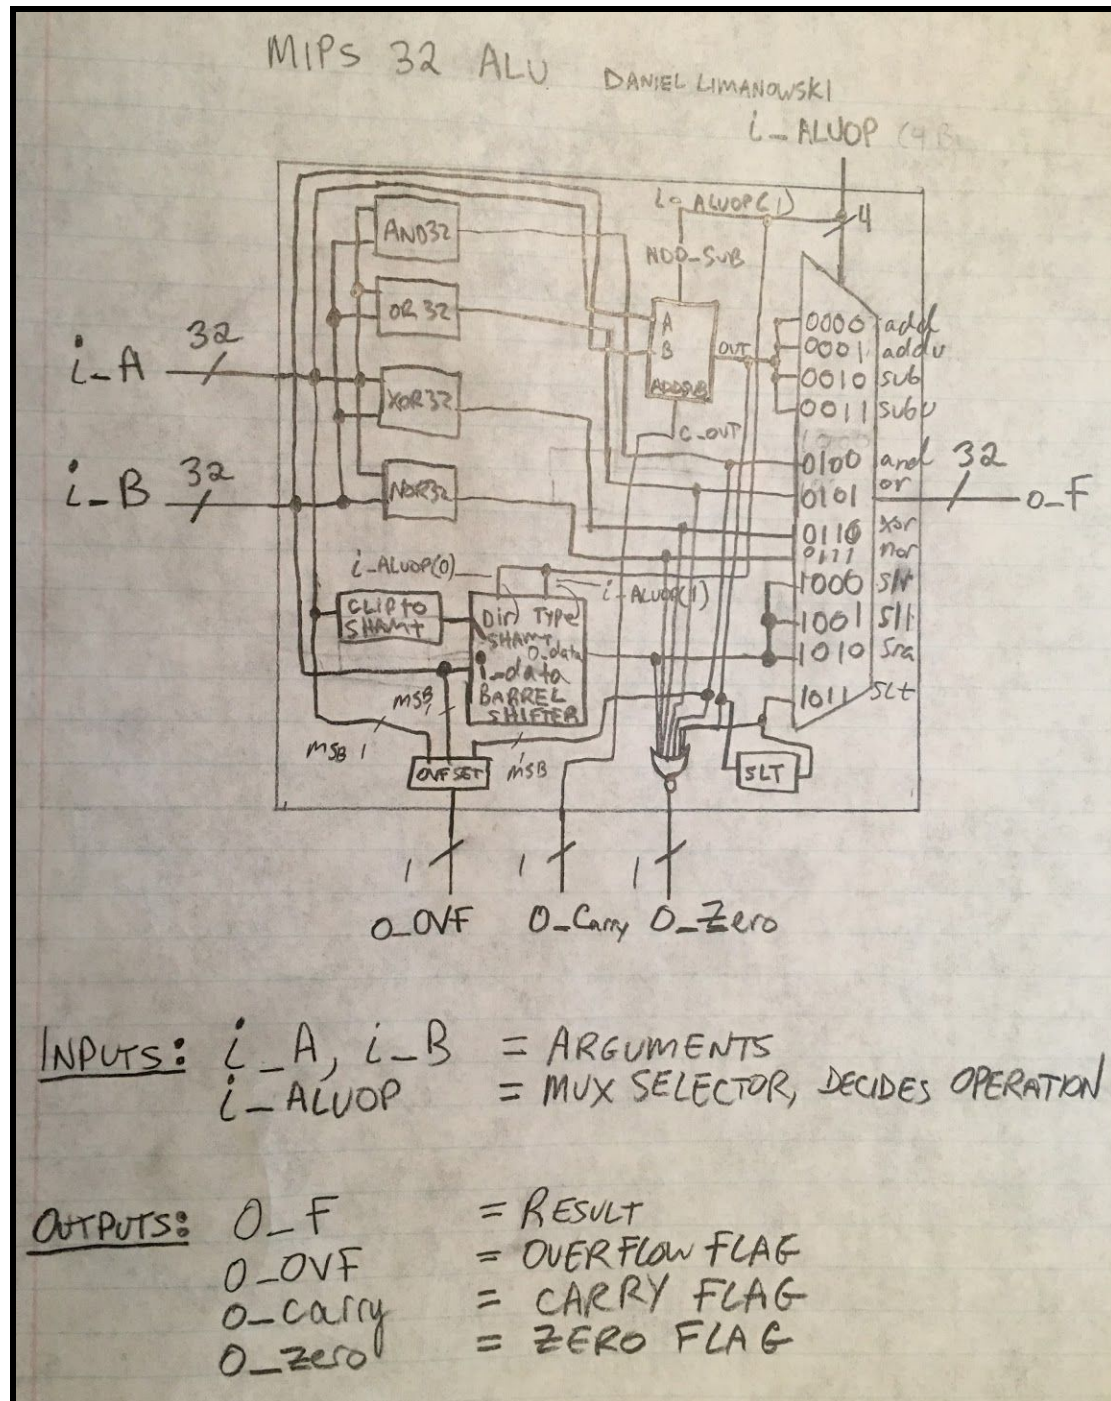 MIPS 32 ALU
DANIEL LIMANOWSKI
i_ALUOP (4 B
i_ALUOP(1)
4
AND32
ADD_SUB
OR 32
A
B
OUT
ADDSUB
C_OUT
0000 add
0001 addu
0010 sub
0011 subu
1000
0100 and
0101 or
0110 xor
0111 nor
1000
1001 sll
1010 sra
1011 slt
32
i_A
XOR32
32
i_B
NOR32
32
o_F
i_ALUOP(0)
i_ALUOP(1)
CLIP to
SHAMT
Dir Type
SHAMT
O_data
i_data
BARREL
SHIFTER
MSB
MSB 1
MSB
OVF SET
SLT
1
1
1
O_OVF
O_Carry
O_Zero
INPUTS: i_A, i_B = ARGUMENTS
i_ALUOP = MUX SELECTOR, DECIDES OPERATION
OUTPUTS: O_F = RESULT
O_OVF = OVERFLOW FLAG
O_carry = CARRY FLAG
O_zero = ZERO FLAG